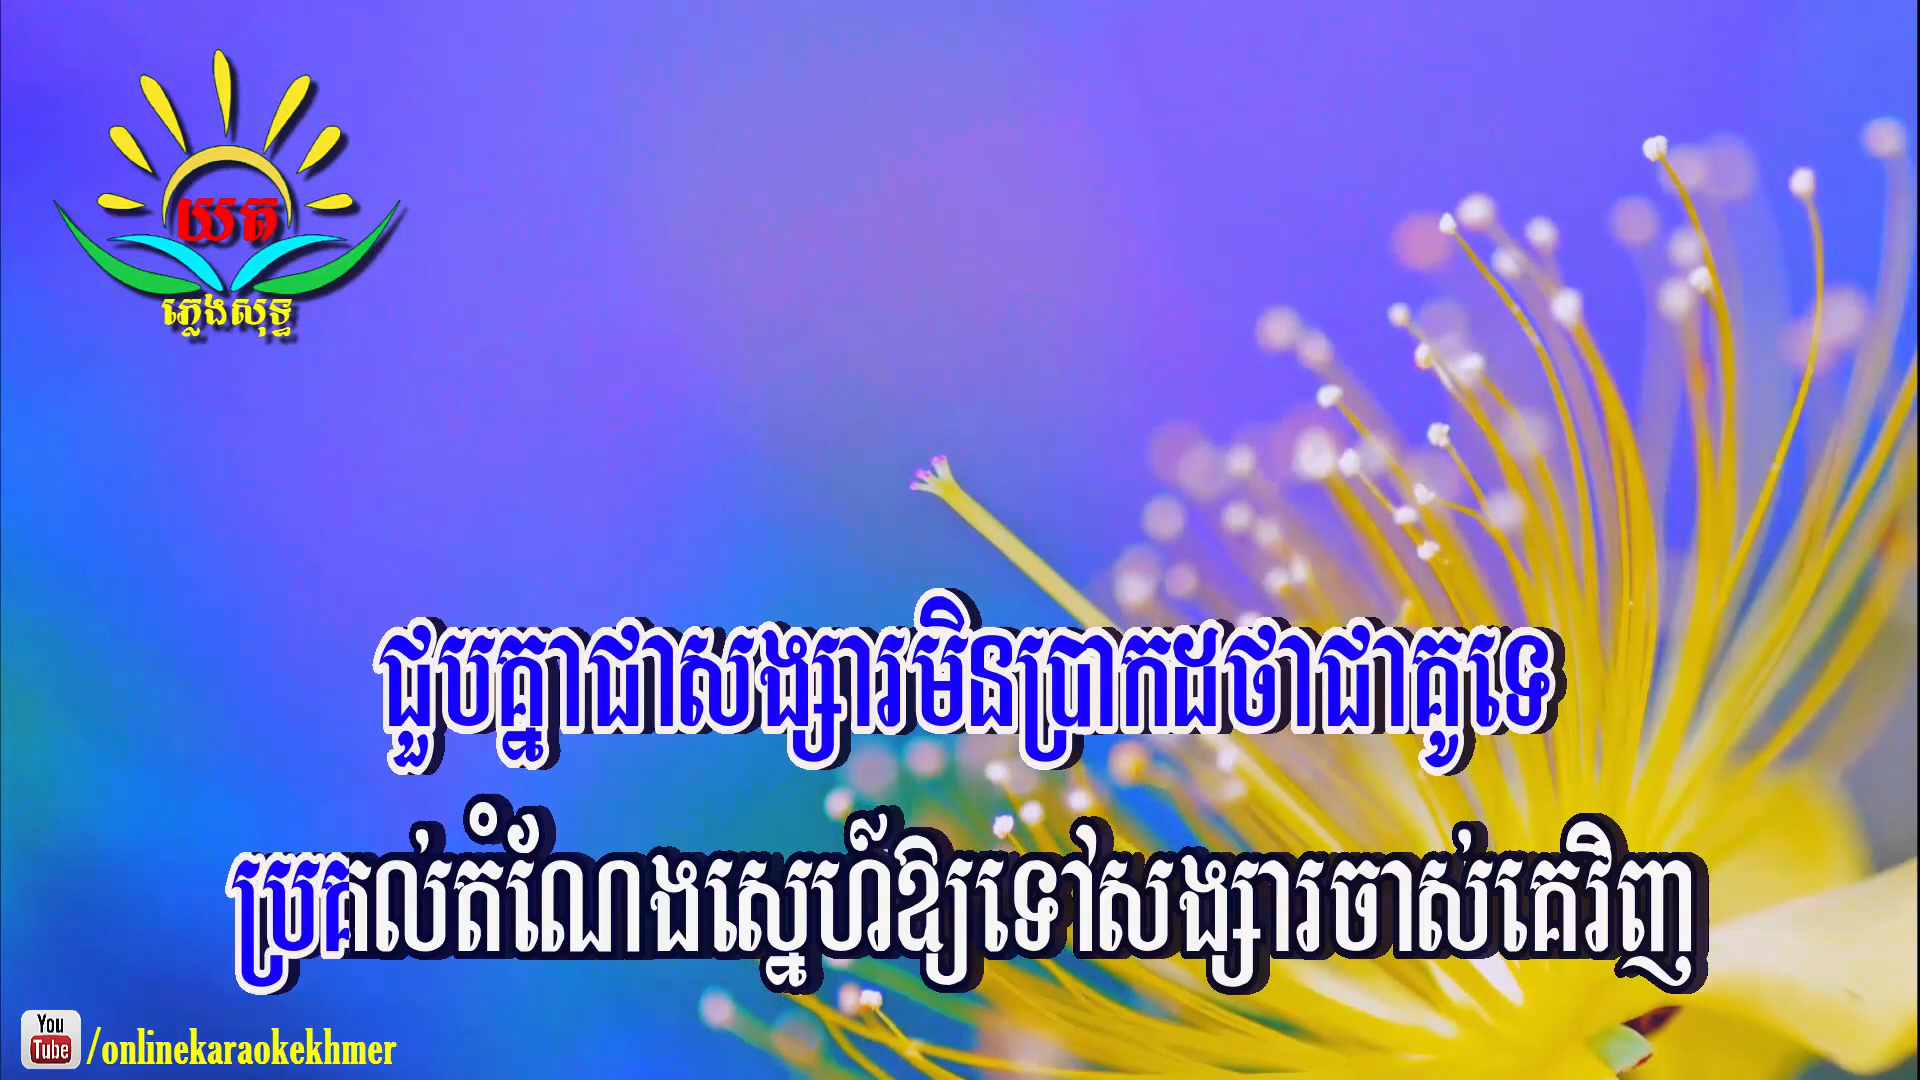 យត
ភ្លេងសុទ្ធ
ជួបគ្នាជាសង្សារមិនប្រាកដថាជាគូទេ
ប្រគល់តំណែងស្នេហ៍ឱ្យទៅសង្សារចាស់គេវិញ
You
Tube
/onlinekaraokekhmer